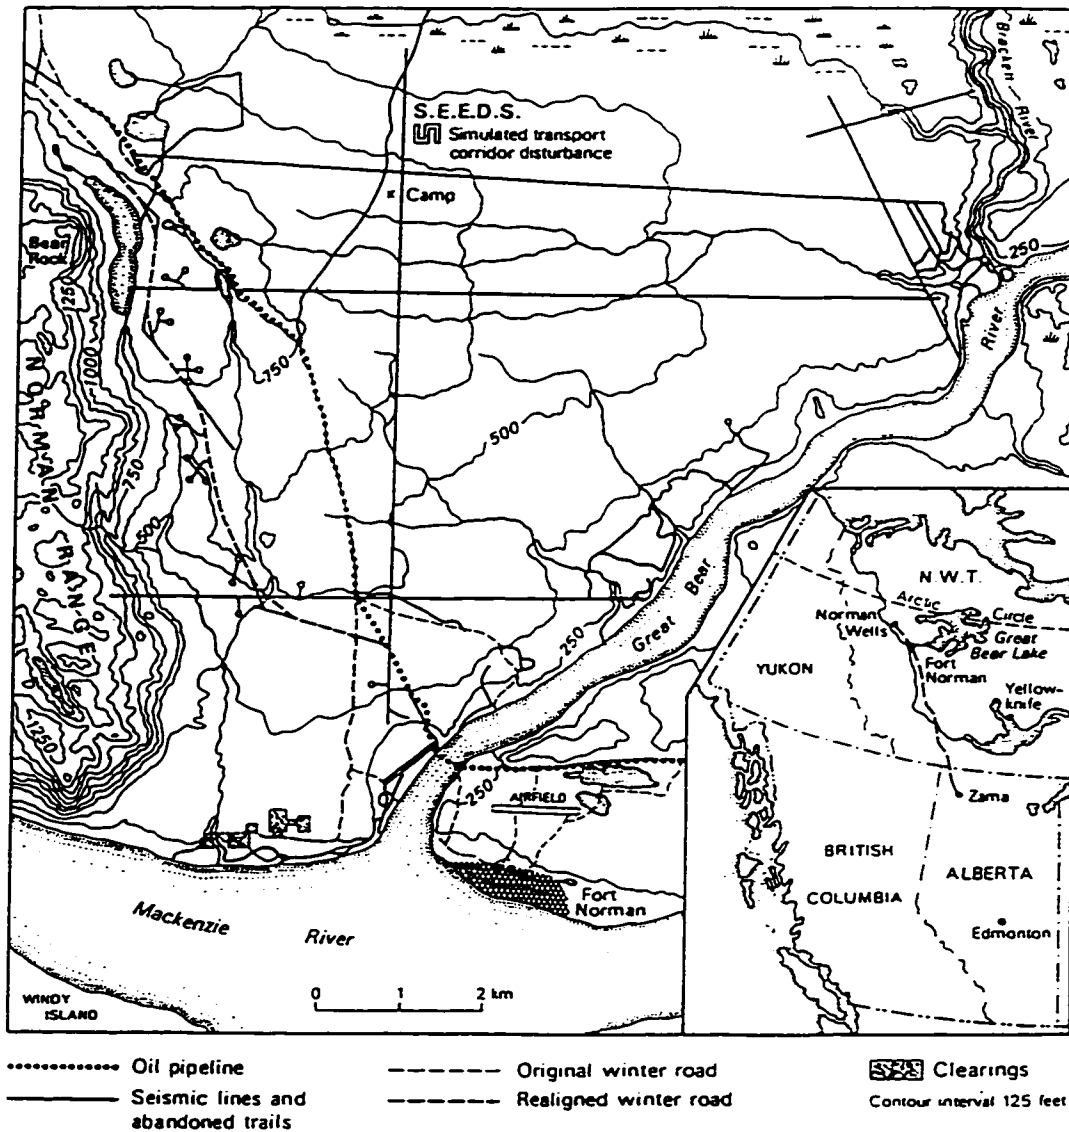 Brackett River
S.E.E.D.S.
Simulated transport
corridor disturbance
Camp
Bear
Rock
1250
250
River
1000
750
NORMAN RANGE
500
750
500
Bear
Great
250
1250
250
AIRFIELD
Fort
Norman
Mackenzie River
WINDY
ISLAND
0 1 2 km
N.W.T.
Arctic Circle
Norman
Wells
Great
Bear Lake
Fort
Norman
YUKON
Yellow-
knife
Zama
BRITISH
COLUMBIA
ALBERTA
Edmonton
Oil pipeline
Seismic lines and
abandoned trails
Original winter road
Realigned winter road
Clearings
Contour interval 125 feet